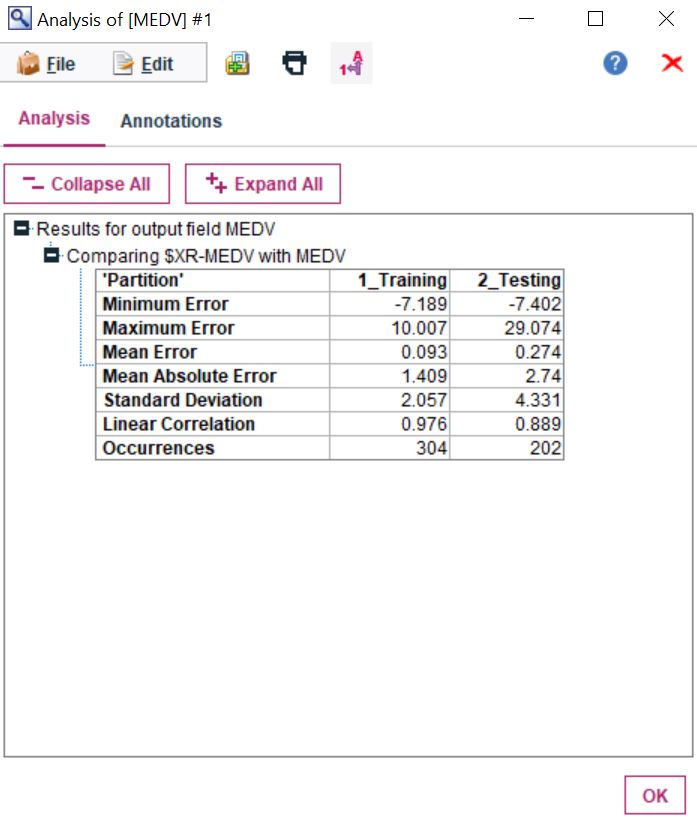 Analysis of [MEDV] #1
File Edit
Analysis Annotations
Collapse All Expand All
Results for output field MEDV
Comparing $XR-MEDV with MEDV
'Partition' 1_Training 2_Testing
Minimum Error -7.189 -7.402
Maximum Error 10.007 29.074
Mean Error 0.093 0.274
Mean Absolute Error 1.409 2.74
Standard Deviation 2.057 4.331
Linear Correlation 0.976 0.889
Occurrences 304 202
OK